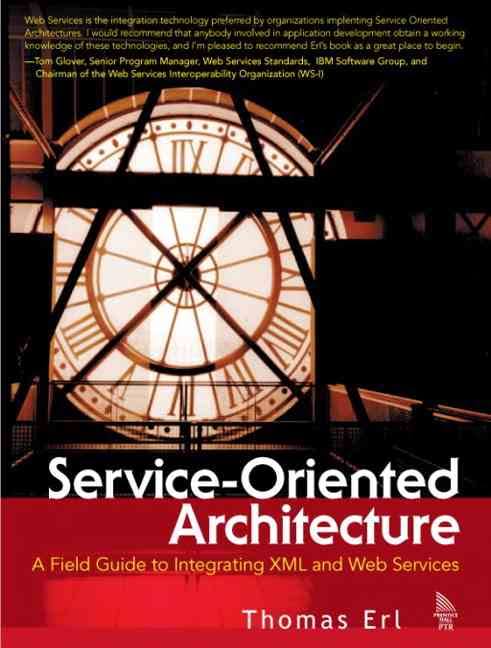 Web Services is the integration technology preferred by organizations implenting Service Oriented
Architectures. I would recommend that anybody involved in application development obtain a working
knowledge of these technologies, and I'm pleased to recommend Erl's book as a great place to begin.
—Tom Glover, Senior Program Manager, Web Services Standards, IBM Software Group, and
Chairman of the Web Services Interoperability Organization (WS-I)
Service-Oriented
Architecture
A Field Guide to Integrating XML and Web Services
Thomas Erl
PRENTICE
HALL
PTR